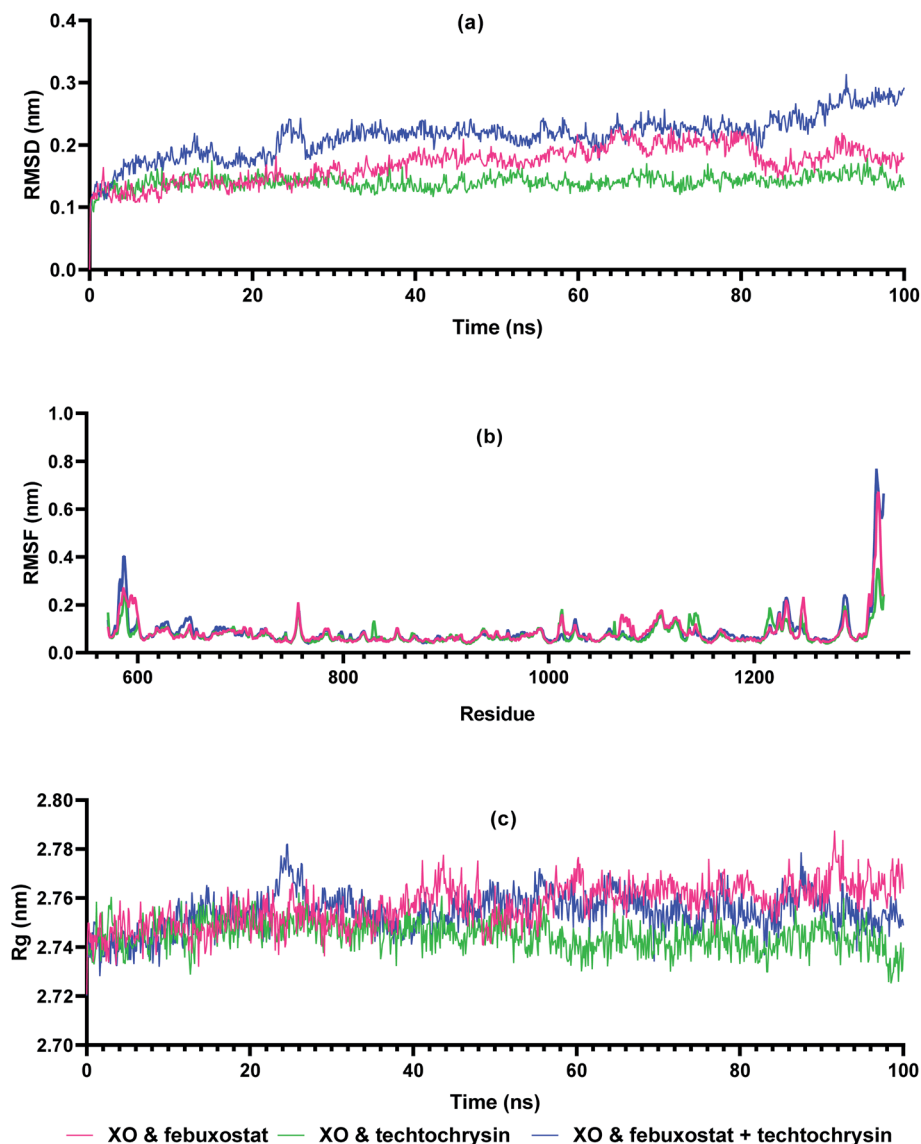 (a)
RMSD (nm)
0.4
0.3
0.2
0.1
0.0
0 20 40 60 80 100
Time (ns)
(b)
RMSF (nm)
1.0
0.8
0.6
0.4
0.2
0.0
600 800 1000 1200
Residue
(c)
Rg (nm)
2.80
2.78
2.76
2.74
2.72
2.70
0 20 40 60 80 100
Time (ns)
XO & febuxostat XO & techtochrysin XO & febuxostat + techtochrysin